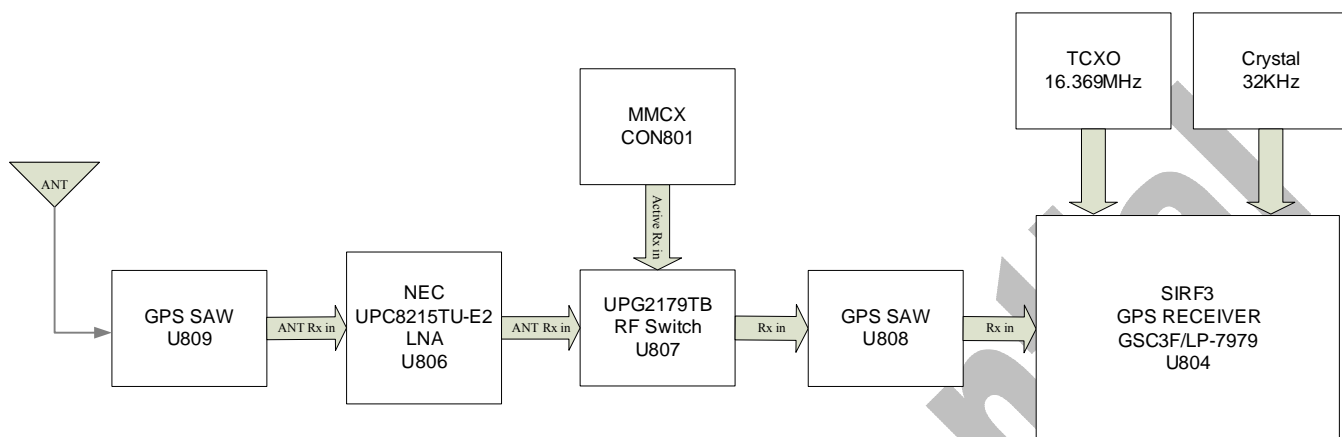 TCXO
16.369MHz
Crystal
32KHz
MMCX
CON801
ANT
Active Rx in
GPS SAW
U809
ANT Rx in
NEC
UPC8215TU-E2
LNA
U806
ANT Rx in
UPG2179TB
RF Switch
U807
Rx in
GPS SAW
U808
Rx in
SIRF3
GPS RECEIVER
GSC3F/LP-7979
U804